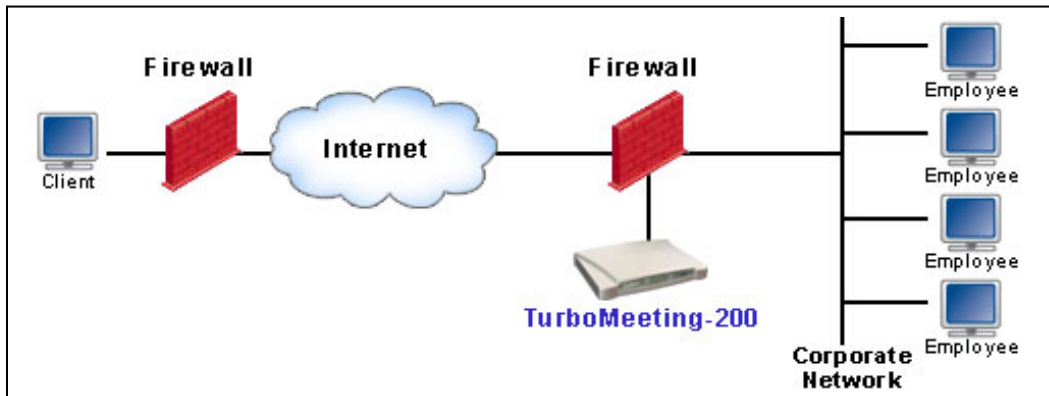 Firewall
Firewall
Internet
Client
TurboMeeting-200
Employee
Employee
Employee
Employee
Corporate
Network